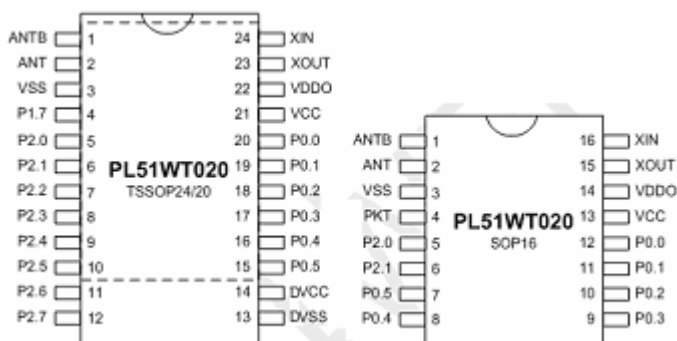 ANTB 1 24 XIN
ANT 2 23 XOUT
VSS 3 22 VDDO
P1.7 4 21 VCC
P2.0 5 20 P0.0
P2.1 6 19 P0.1
P2.2 7 18 P0.2
P2.3 8 17 P0.3
P2.4 9 16 P0.4
P2.5 10 15 P0.5
P2.6 11 14 DVCC
P2.7 12 13 DVSS
PL51WT020
TSSOP24/20
ANTB 1 16 XIN
ANT 2 15 XOUT
VSS 3 14 VDDO
PKT 4 13 VCC
P2.0 5 12 P0.0
P2.1 6 11 P0.1
P0.5 7 10 P0.2
P0.4 8 9 P0.3
PL51WT020
SOP16